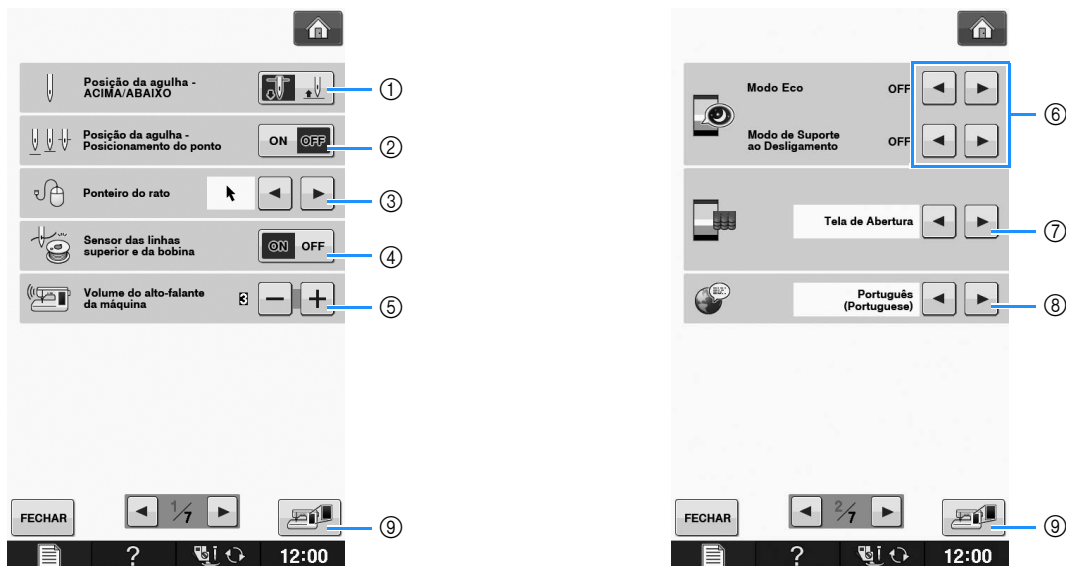 Posição da agulha -
ACIMA/ABAIXO
①
Posição da agulha -
Posicionamento do ponto
ON OFF
②
Ponteiro do rato
③
Sensor das linhas
superior e da bobina
ON OFF
④
Volume do alto-falante
da máquina
3
⑤
FECHAR
1/7
⑨
?
12:00
Modo Eco
OFF
Modo de Suporte
ao Desligamento
OFF
⑥
Tela de Abertura
⑦
Português
(Portuguese)
⑧
FECHAR
2/7
⑨
?
12:00